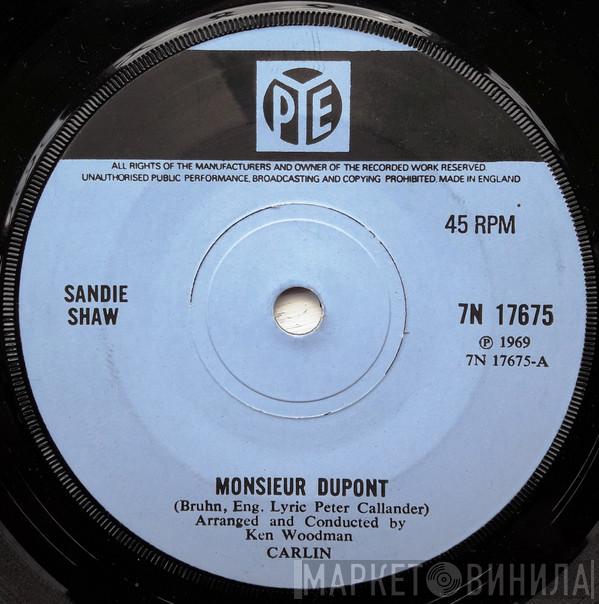 PYE
ALL RIGHTS OF THE MANUFACTURERS AND OWNER OF THE RECORDED WORK RESERVED.
UNAUTHORISED PUBLIC PERFORMANCE, BROADCASTING AND COPYING PROHIBITED. MADE IN ENGLAND
45 RPM
SANDIE
SHAW
7N 17675
℗ 1969
7N 17675-A
MONSIEUR DUPONT
(Bruhn, Eng. Lyric Peter Callander)
Arranged and Conducted by
Ken Woodman
CARLIN
МАРКЕТ ВИНИЛА